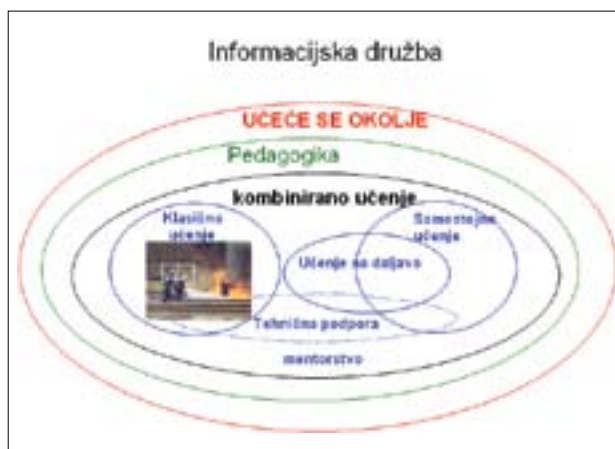 Informacijska družba
UČEČE SE OKOLJE
Pedagogika
kombinirano učenje
Klasično
učenje
Samostojno
učenje
Učenje na daljavo
Tehnična podpora
mentorstvo